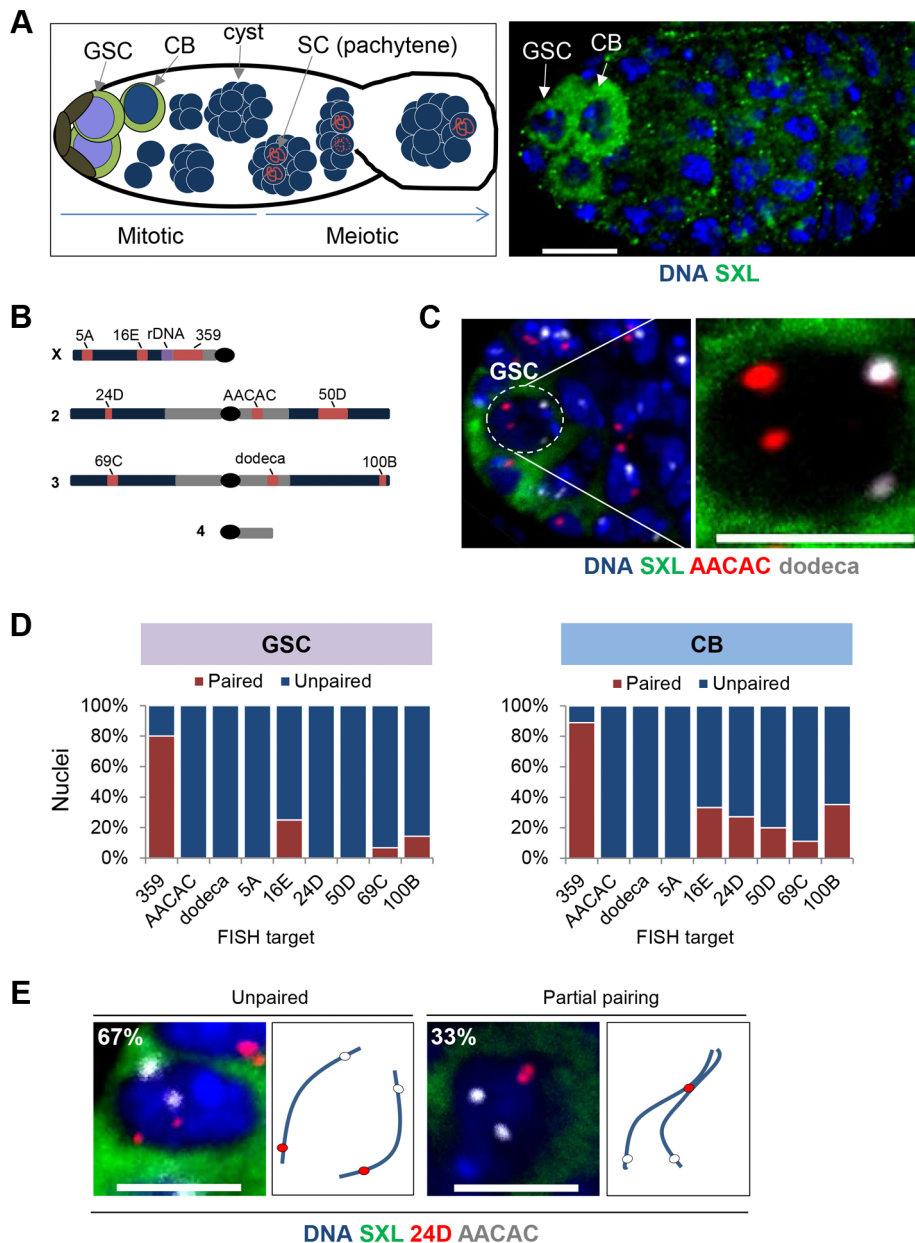 A
GSC
CB
cyst
SC (pachytene)
Mitotic
Meiotic
GSC
CB
DNA SXL
B
5A
16E
rDNA
359
X
24D
AACAC
50D
2
69C
dodeca
100B
3
4
C
GSC
DNA SXL AACAC dodeca
D
GSC
Paired
Unpaired
100%
80%
60%
40%
20%
0%
Nuclei
359
AACAC
dodeca
5A
16E
24D
50D
69C
100B
FISH target
CB
Paired
Unpaired
100%
80%
60%
40%
20%
0%
359
AACAC
dodeca
5A
16E
24D
50D
69C
100B
FISH target
E
Unpaired
67%
Partial pairing
33%
DNA SXL 24D AACAC